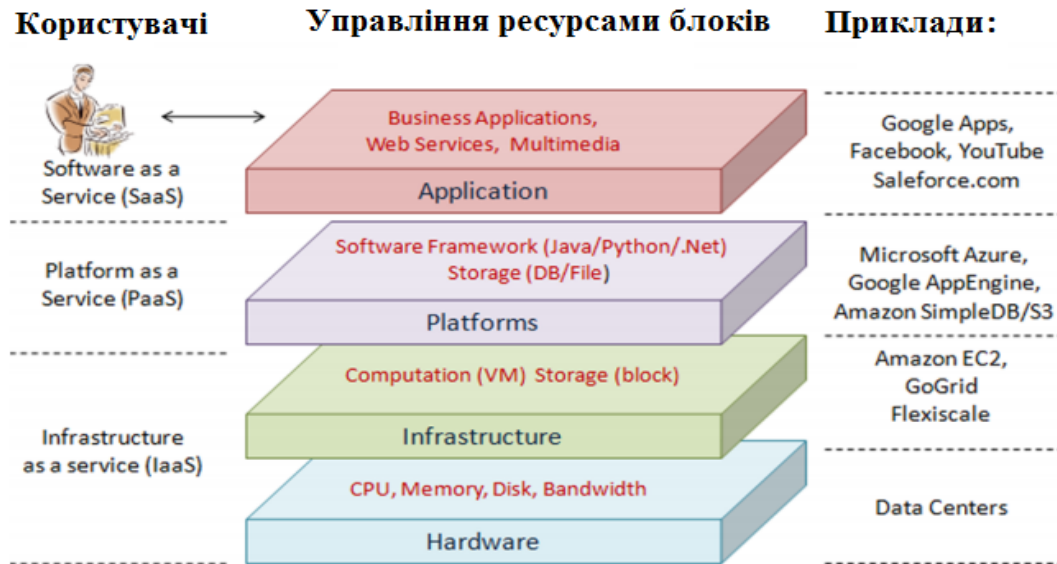 Користувачі
Управління ресурсами блоків
Приклади:
Software as a
Service (SaaS)
Business Applications,
Web Services, Multimedia
Application
Google Apps,
Facebook, YouTube
Saleforce.com
Platform as a
Service (PaaS)
Software Framework (Java/Python/.Net)
Storage (DB/File)
Platforms
Microsoft Azure,
Google AppEngine,
Amazon SimpleDB/S3
Infrastructure
as a service (IaaS)
Computation (VM) Storage (block)
Infrastructure
Amazon EC2,
GoGrid
Flexiscale
CPU, Memory, Disk, Bandwidth
Hardware
Data Centers